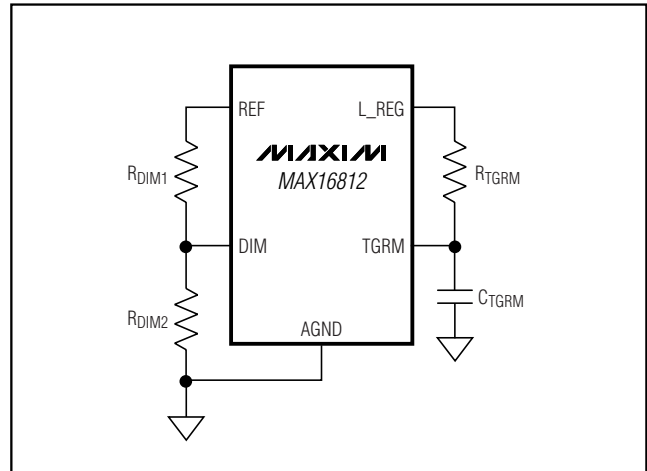 REF
L_REG
MAXIM
MAX16812
RDIM1
RTGRM
DIM
TGRM
RDIM2
CTGRM
AGND